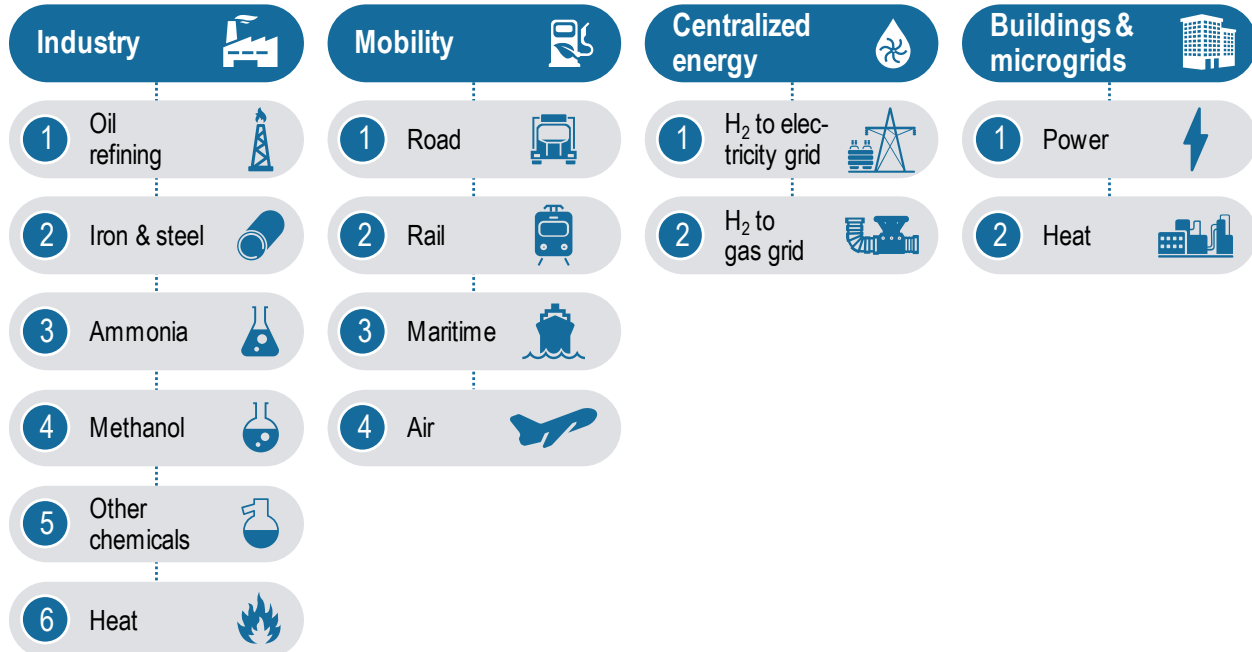 Industry
1
Oil
refining
2
Iron & steel
3
Ammonia
4
Methanol
5
Other
chemicals
6
Heat
Mobility
1
Road
2
Rail
3
Maritime
4
Air
Centralized
energy
1
H₂ to elec-
tricity grid
2
H₂ to
gas grid
Buildings &
microgrids
1
Power
2
Heat